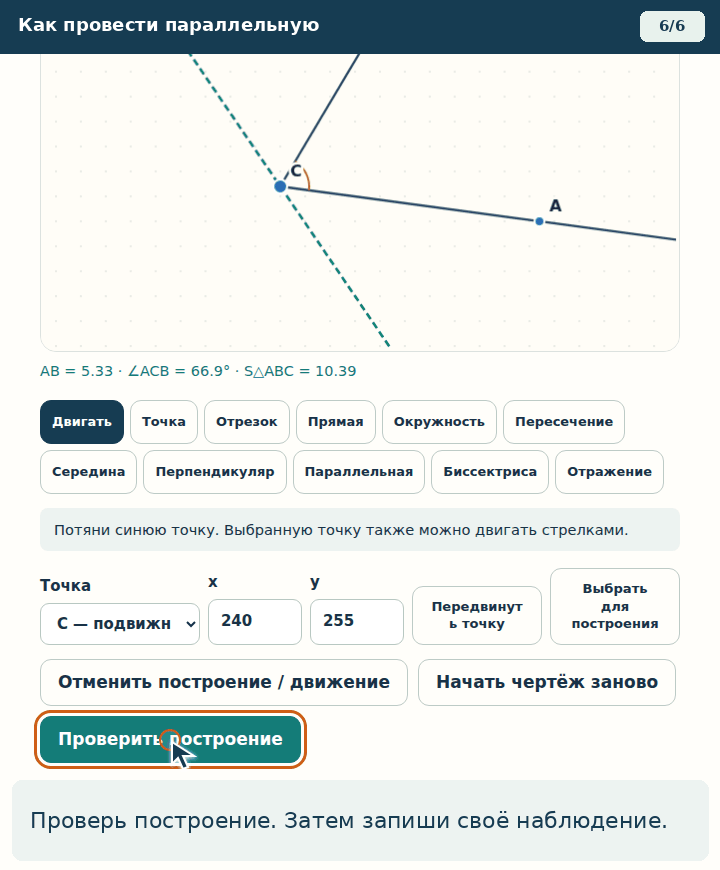 Как провести параллельную
6/6
C
A
AB = 5.33 · ∠ACB = 66.9° · S△ABC = 10.39
Двигать
Точка
Отрезок
Прямая
Окружность
Пересечение
Середина
Перпендикуляр
Параллельная
Биссектриса
Отражение
Потяни синюю точку. Выбранную точку также можно двигать стрелками.
Точка
x
y
C — подвижн
240
255
Передвинут
ь точку
Выбрать
для
построения
Отменить построение / движение
Начать чертёж заново
Проверить построение
Проверь построение. Затем запиши своё наблюдение.